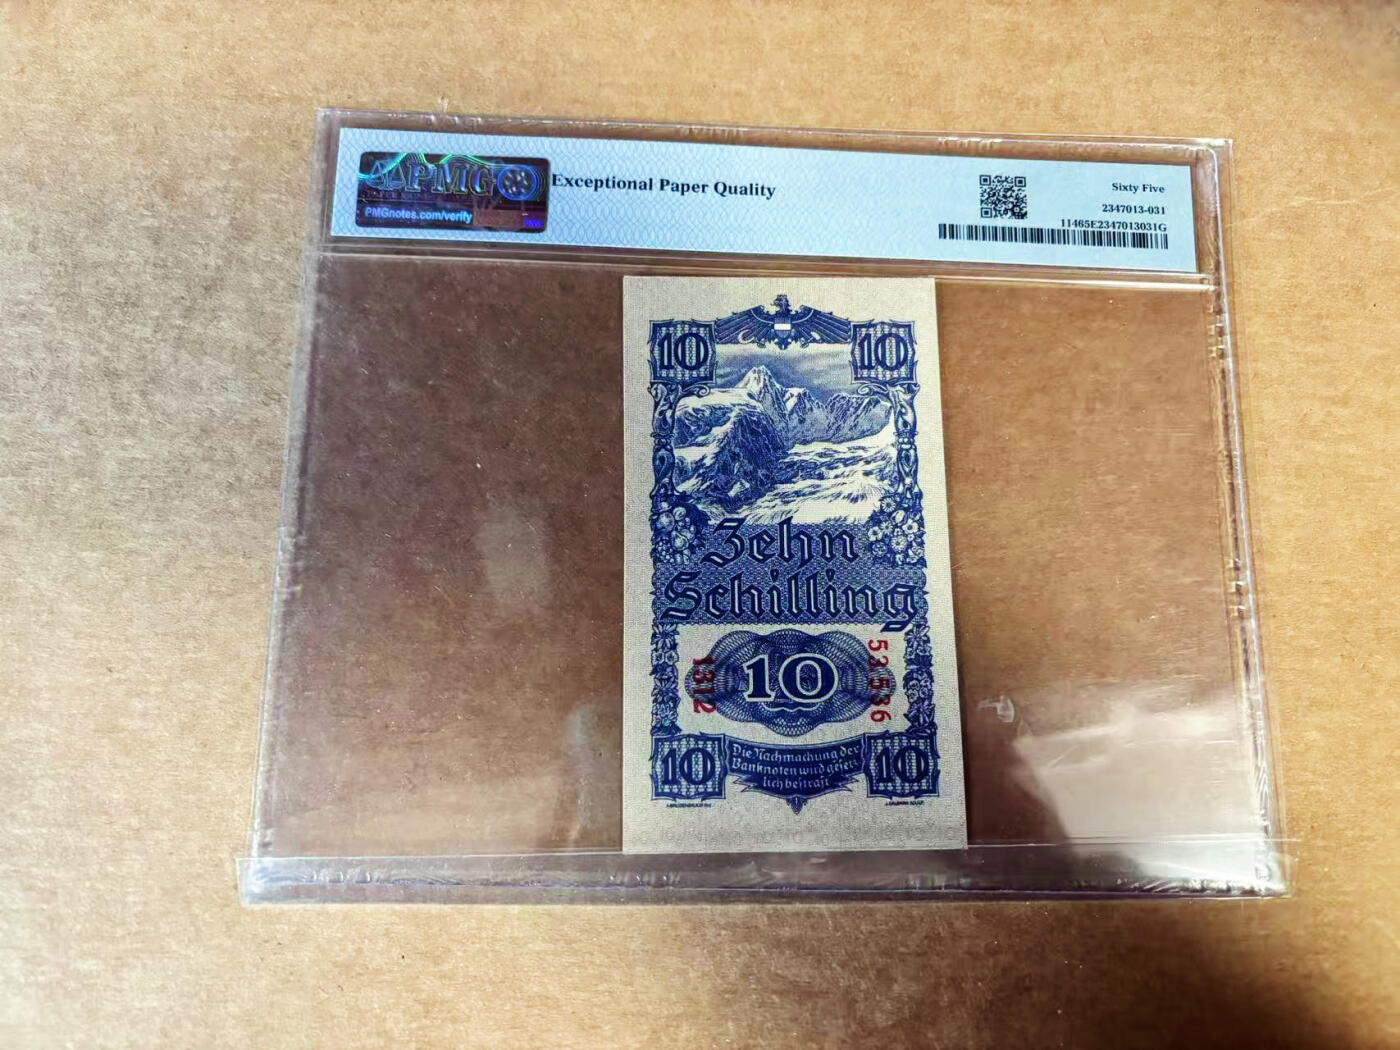 PMG
PMGnotes.com/verify
Exceptional Paper Quality
Sixty Five
2347013-031
11465E2347013031G
10 10
Zehn
Schilling
1312 10 53536
10 10
Die Nachmachung der
Banknoten wird gesetz
lich bestraft